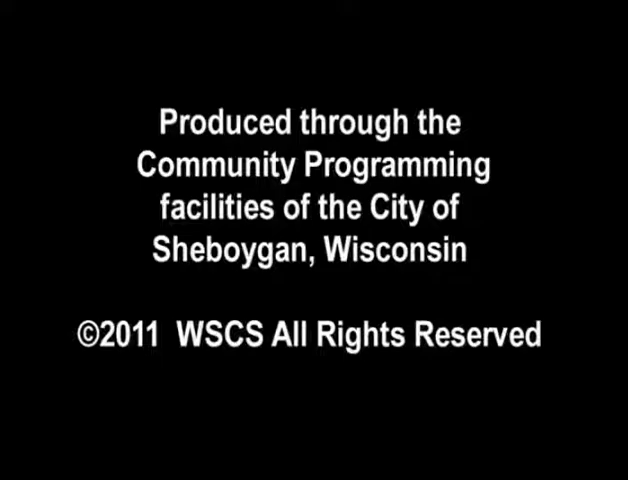 Produced through the
Community Programming
facilities of the City of
Sheboygan, Wisconsin
©2011  WSCS All Rights Reserved